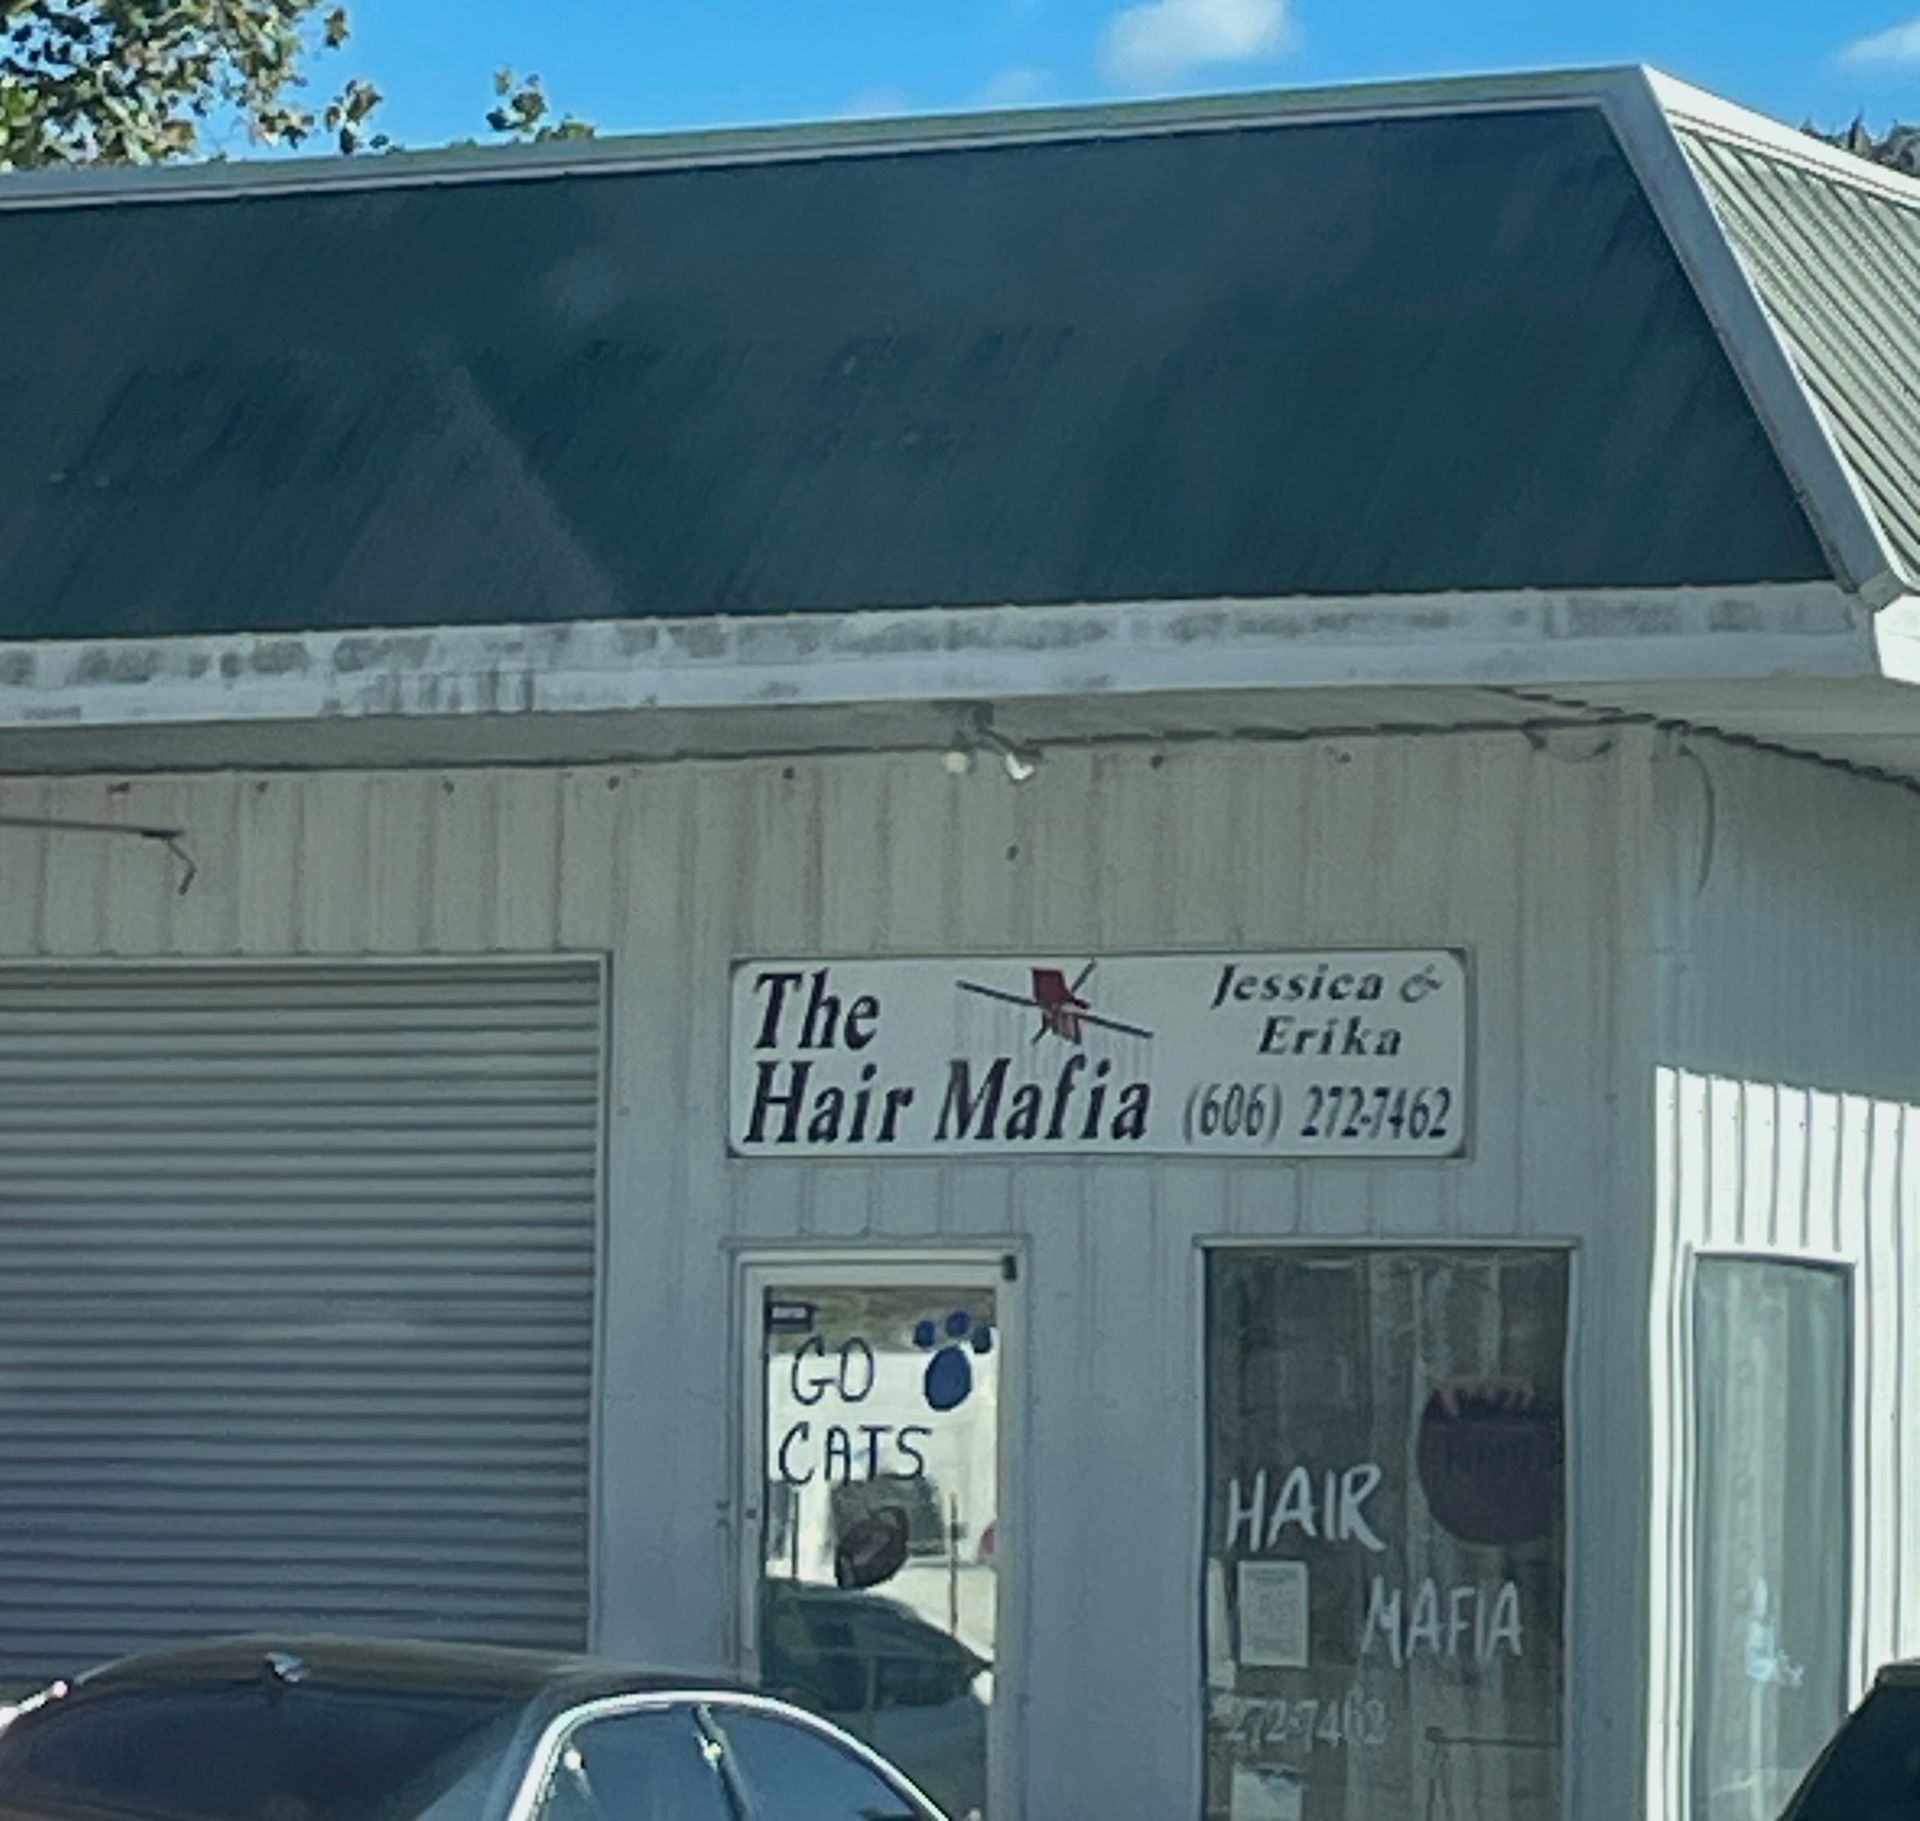 The
Hair Mafia
Jessica &
Erika
(606) 272-7462
GO
CATS
HAIR
MAFIA
272-7462